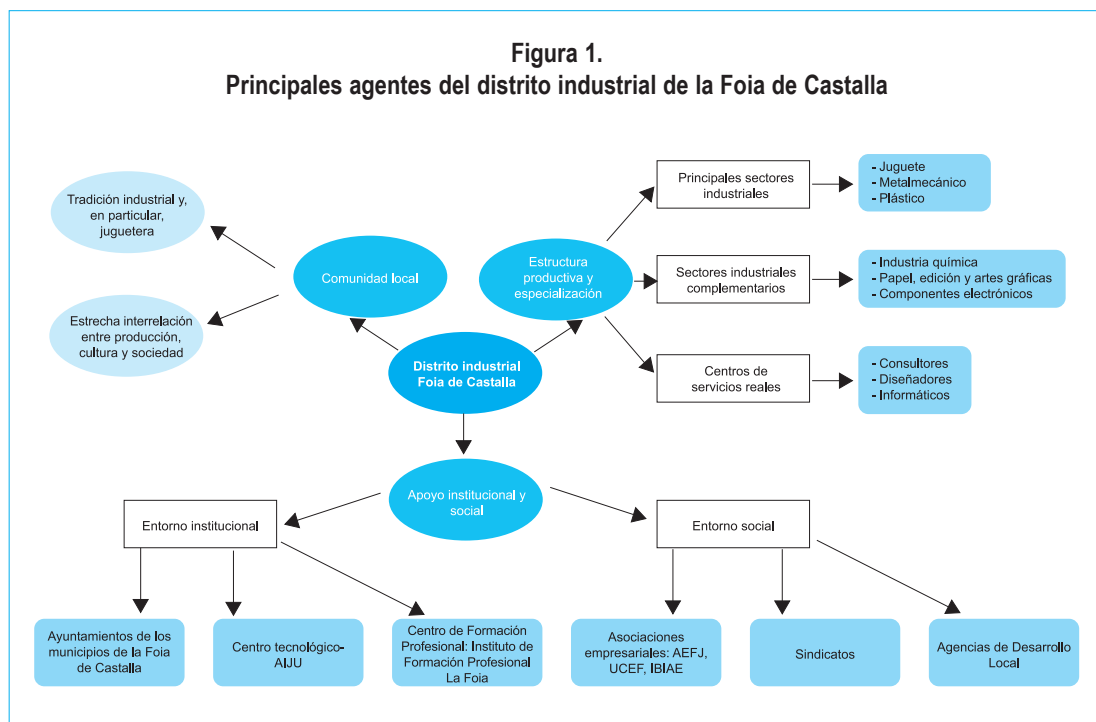 Figura 1.
Principales agentes del distrito industrial de la Foia de Castalla
Tradición industrial y,
en particular,
juguetera
Estrecha interrelación
entre producción,
cultura y sociedad
Comunidad local
Estructura
productiva y
especialización
Principales sectores
industriales
- Juguete
- Metalmecánico
- Plástico
Sectores industriales
complementarios
- Industria química
- Papel, edición y artes gráficas
- Componentes electrónicos
Centros de
servicios reales
- Consultores
- Diseñadores
- Informáticos
Distrito industrial
Foia de Castalla
Apoyo institucional y
social
Entorno institucional
Entorno social
Ayuntamientos de los
municipios de la Foia
de Castalla
Centro tecnológico-
AIJU
Centro de Formación
Profesional: Instituto de
Formación Profesional
La Foia
Asociaciones
empresariales: AEFJ,
UCEF, IBIAE
Sindicatos
Agencias de Desarrollo
Local